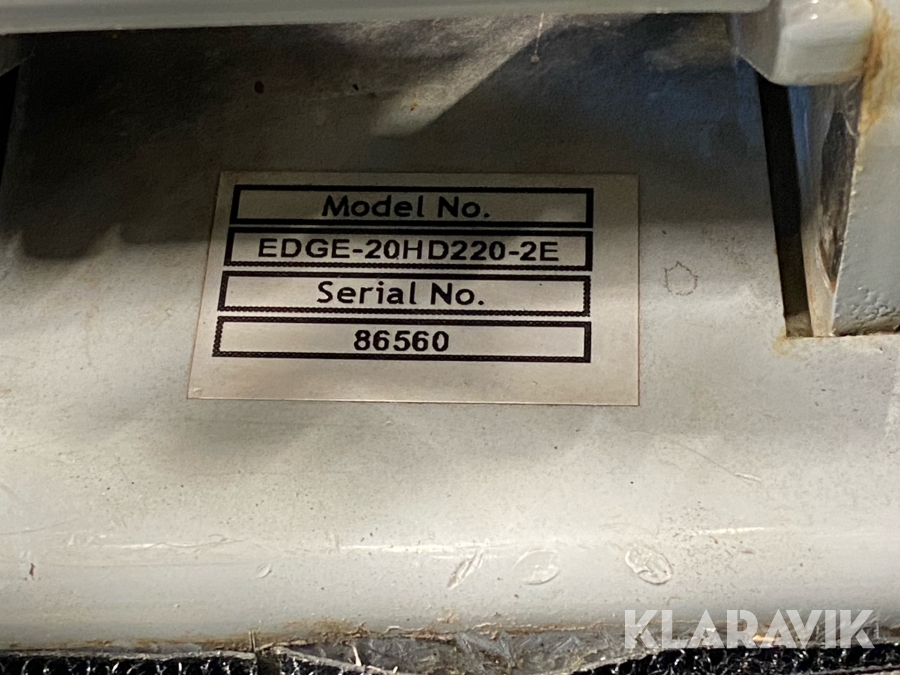 Model No.
EDGE-20HD220-2E
Serial No.
86560
KLARAVIK